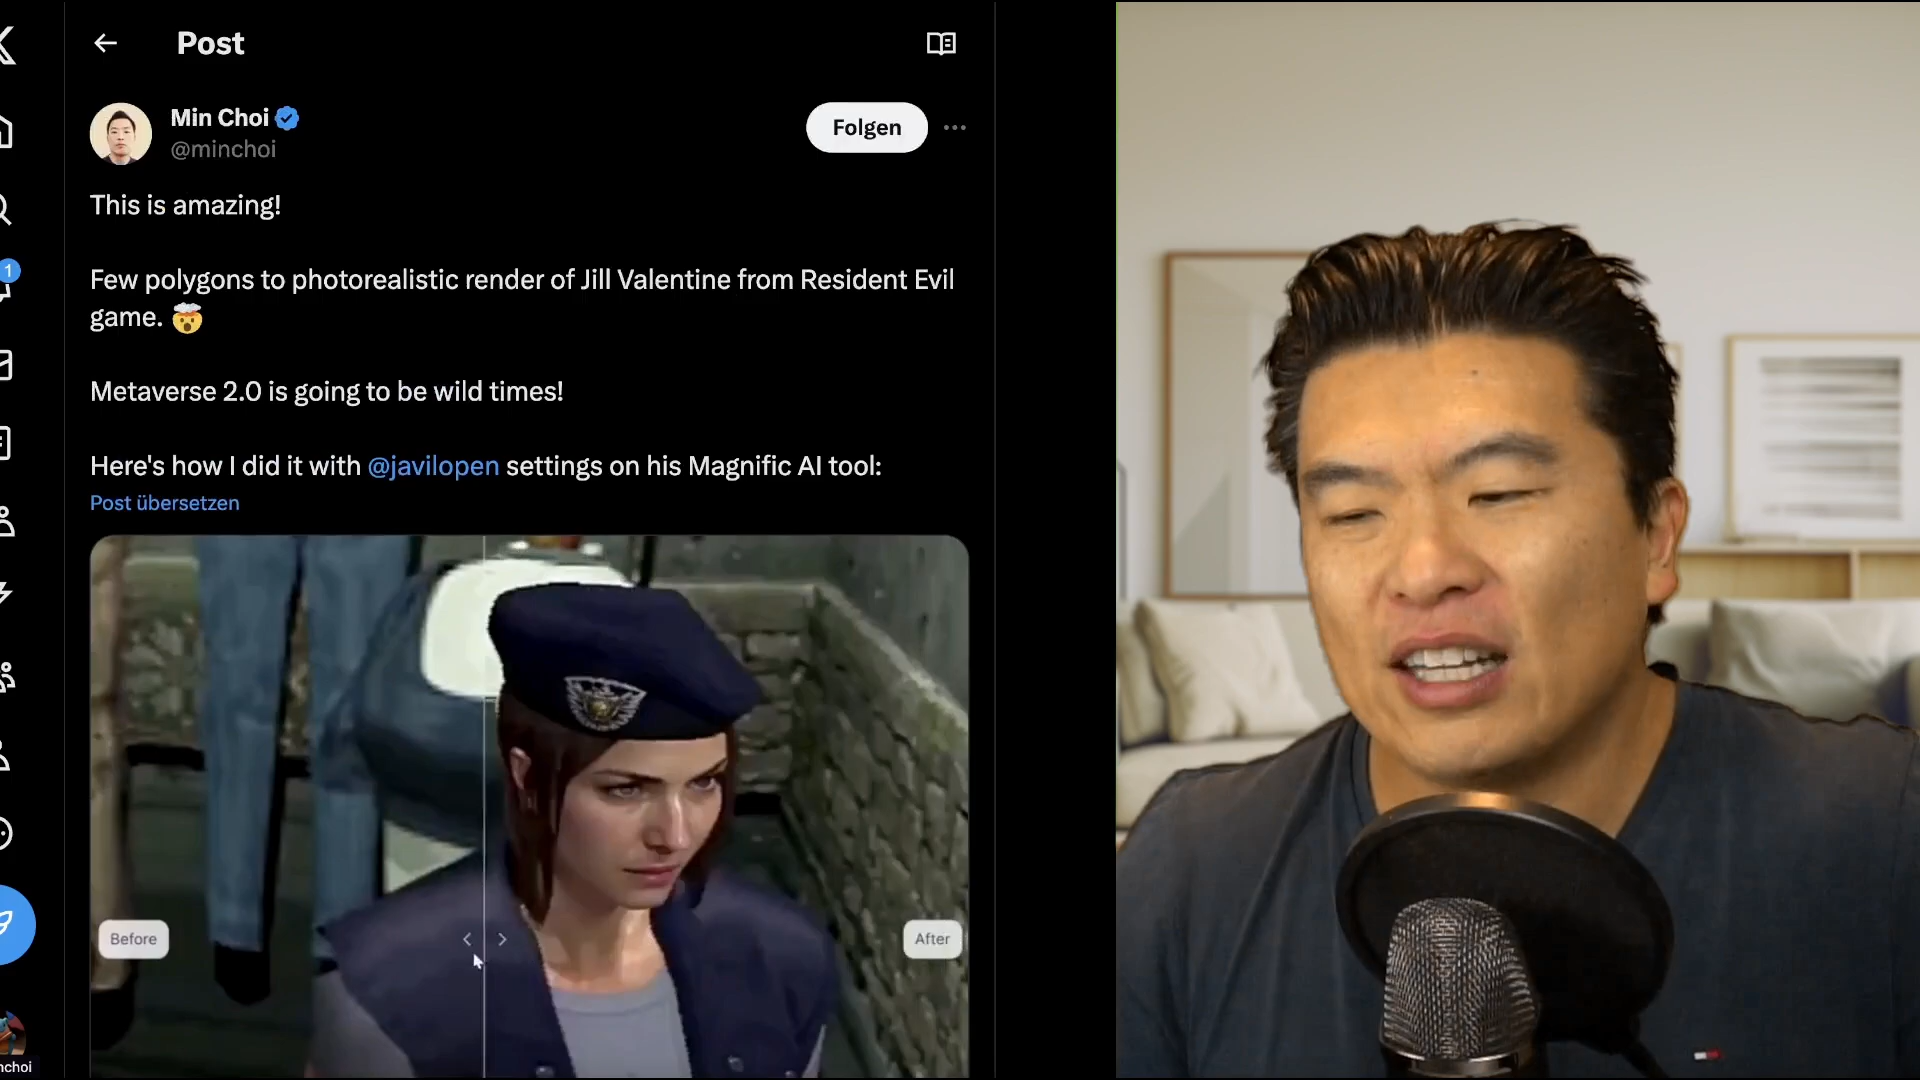 Post
Min Choi
@minchoi
Folgen
This is amazing!
Few polygons to photorealistic render of Jill Valentine from Resident Evil
game. 🤯
Metaverse 2.0 is going to be wild times!
Here's how I did it with @javilopen settings on his Magnific AI tool:
Post übersetzen
1
Before
After
nchoi